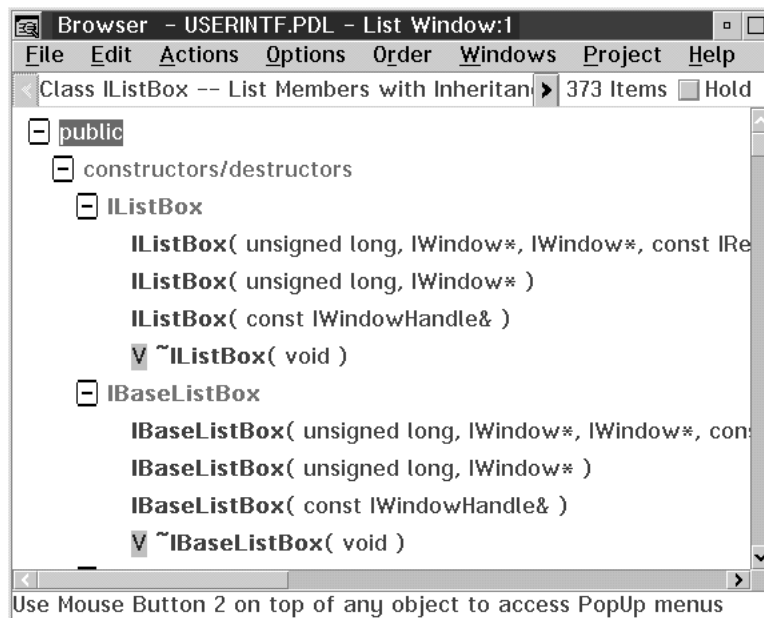 Browser - USERINTF.PDL - List Window:1
File Edit Actions Options Order Windows Project Help
Class IListBox -- List Members with 373 Items Hold
public
constructors/destructors
IListBox
IListBox( unsigned long, IWindow*, IWindow*, const IRe
IListBox( unsigned long, IWindow* )
IListBox( const IWindowHandle& )
V ~IListBox( void )
IBaseListBox
IBaseListBox( unsigned long, IWindow*, IWindow*, con
IBaseListBox( unsigned long, IWindow* )
IBaseListBox( const IWindowHandle& )
V ~IBaseListBox( void )
Use Mouse Button 2 on top of any object to access PopUp menus